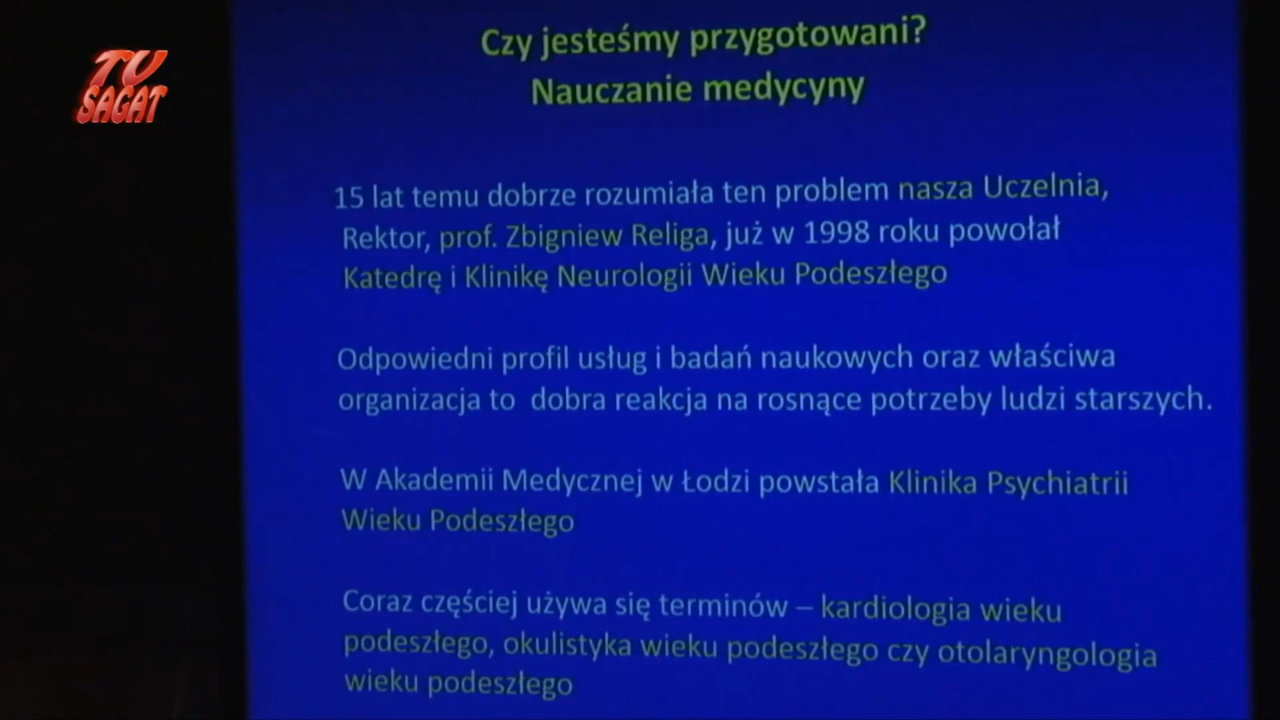 TV
SAGAT
Czy jesteśmy przygotowani?
Nauczanie medycyny
15 lat temu dobrze rozumiała ten problem nasza Uczelnia,
Rektor, prof. Zbigniew Religa, już w 1998 roku powołał
Katedrę i Klinikę Neurologii Wieku Podeszłego
Odpowiedni profil usług i badań naukowych oraz właściwa
organizacja to dobra reakcja na rosnące potrzeby ludzi starszych.
W Akademii Medycznej w Łodzi powstała Klinika Psychiatrii
Wieku Podeszłego
Coraz częściej używa się terminów – kardiologia wieku
podeszłego, okulistyka wieku podeszłego czy otolaryngologia
wieku podeszłego